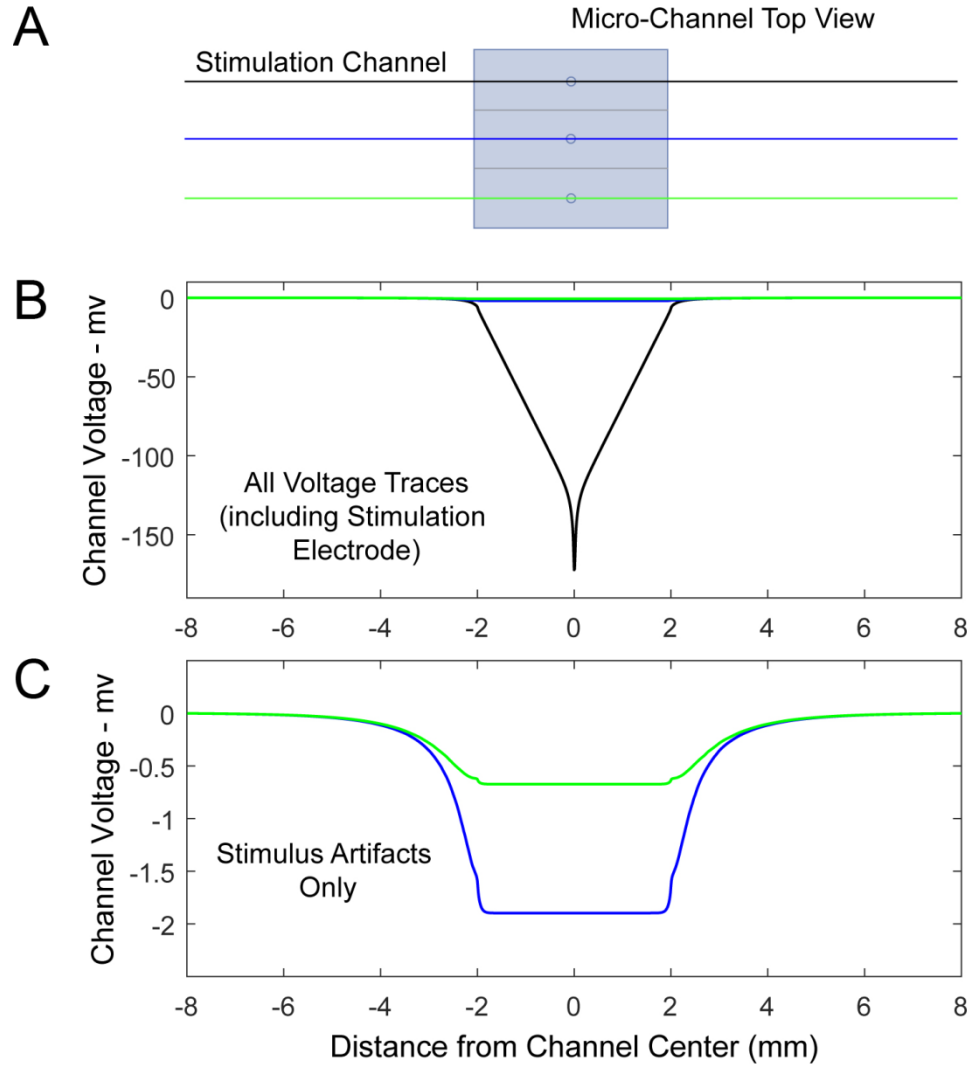 A
Micro-Channel Top View
Stimulation Channel
B
Channel Voltage - mv
0
-50
-100
-150
All Voltage Traces
(including Stimulation
Electrode)
-8 -6 -4 -2 0 2 4 6 8
C
Channel Voltage - mv
0
-0.5
-1
-1.5
-2
Stimulus Artifacts
Only
-8 -6 -4 -2 0 2 4 6 8
Distance from Channel Center (mm)